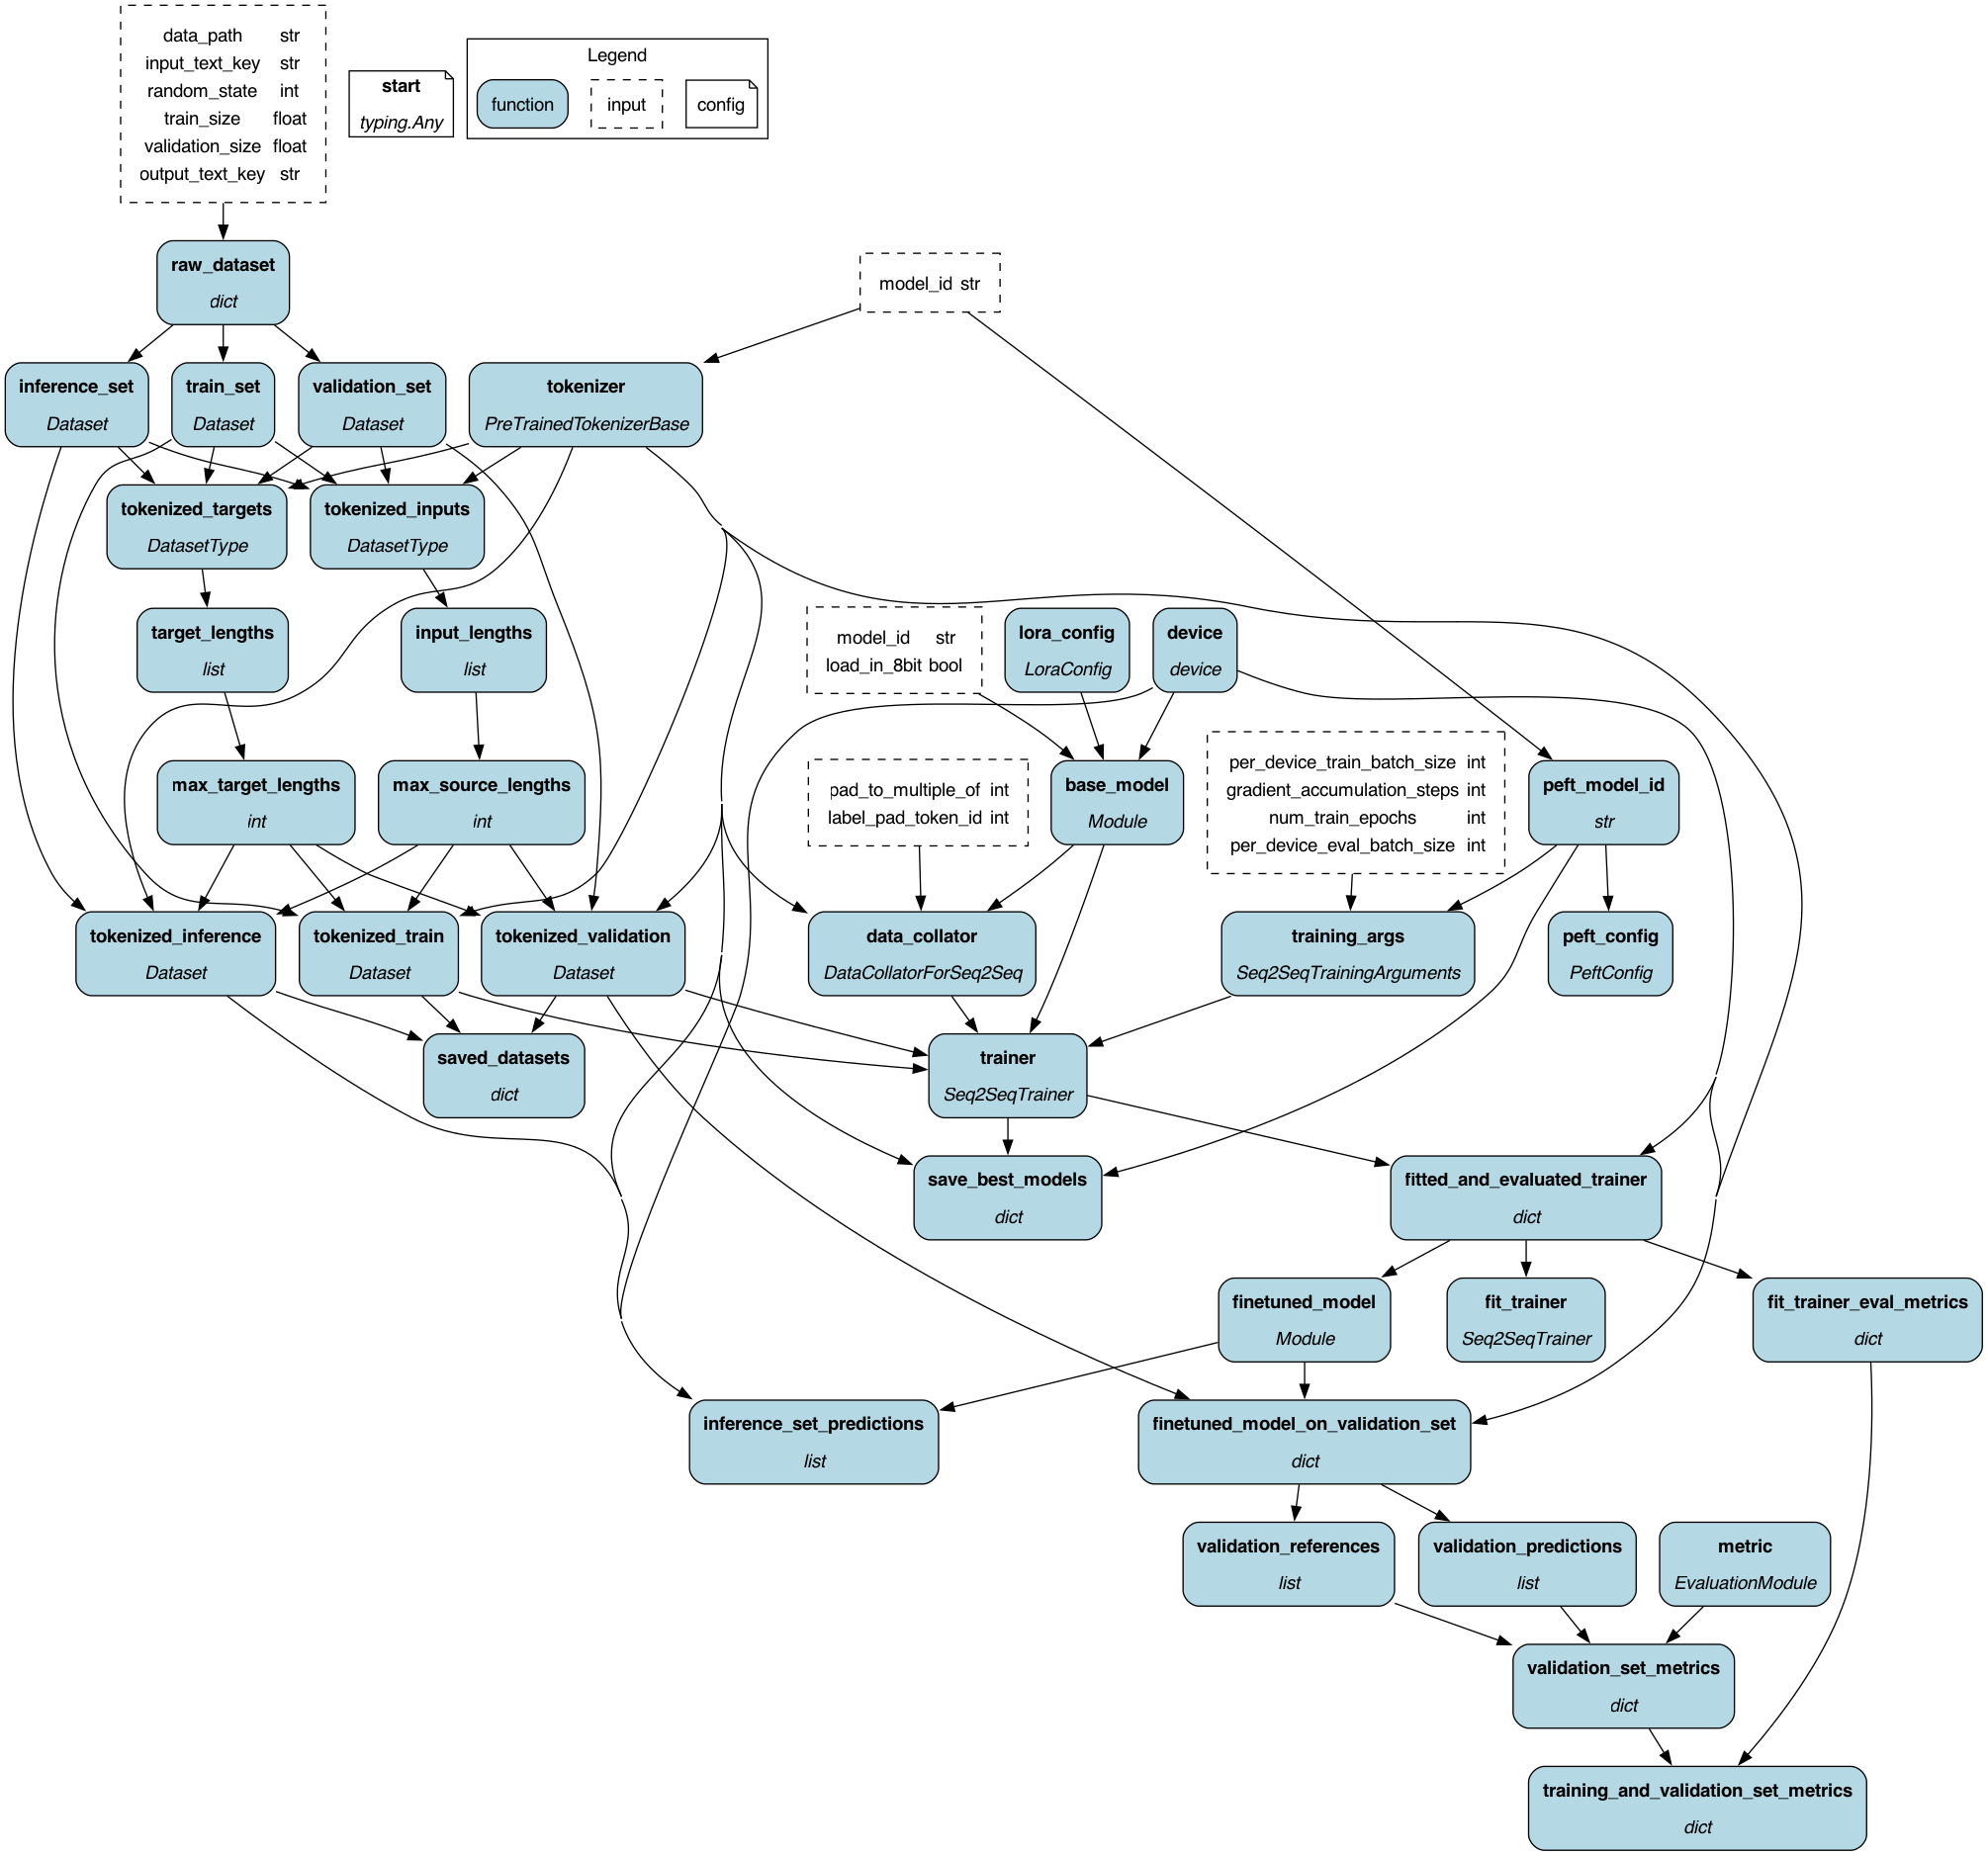 data_path str
input_text_key str
random_state int
train_size float
validation_size float
output_text_key str
start
typing.Any
Legend
function
input
config
raw_dataset
dict
model_id str
inference_set
Dataset
train_set
Dataset
validation_set
Dataset
tokenizer
PreTrainedTokenizerBase
tokenized_targets
DatasetType
tokenized_inputs
DatasetType
target_lengths
list
input_lengths
list
model_id str
load_in_8bit bool
lora_config
LoraConfig
device
device
max_target_lengths
int
max_source_lengths
int
pad_to_multiple_of int
label_pad_token_id int
base_model
Module
per_device_train_batch_size int
gradient_accumulation_steps int
num_train_epochs int
per_device_eval_batch_size int
peft_model_id
str
tokenized_inference
Dataset
tokenized_train
Dataset
tokenized_validation
Dataset
data_collator
DataCollatorForSeq2Seq
training_args
Seq2SeqTrainingArguments
peft_config
PeftConfig
saved_datasets
dict
trainer
Seq2SeqTrainer
save_best_models
dict
fitted_and_evaluated_trainer
dict
finetuned_model
Module
fit_trainer
Seq2SeqTrainer
fit_trainer_eval_metrics
dict
inference_set_predictions
list
finetuned_model_on_validation_set
dict
validation_references
list
validation_predictions
list
metric
EvaluationModule
validation_set_metrics
dict
training_and_validation_set_metrics
dict